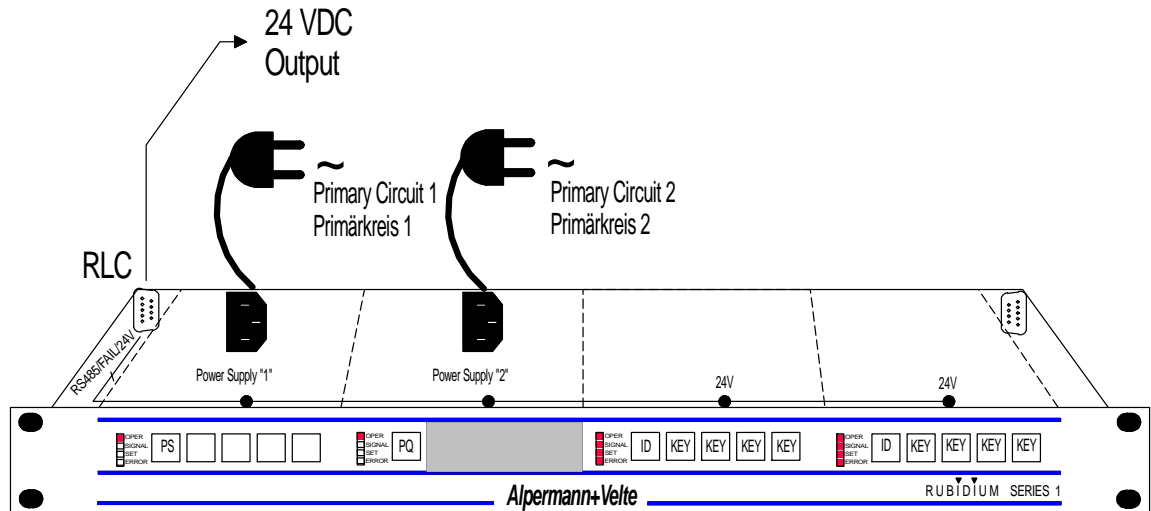 24 VDC
Output
~
Primary Circuit 1
Primärkreis 1
~
Primary Circuit 2
Primärkreis 2
RLC
RS485/FAIL/24V
Power Supply "1"
Power Supply "2"
24V
24V
OPER
SIGNAL
SET
ERROR
PS
OPER
SIGNAL
SET
ERROR
PQ
OPER
SIGNAL
SET
ERROR
ID KEY KEY KEY KEY
OPER
SIGNAL
SET
ERROR
ID KEY KEY KEY KEY
Alpermann+Velte
RUBIDIUM SERIES 1